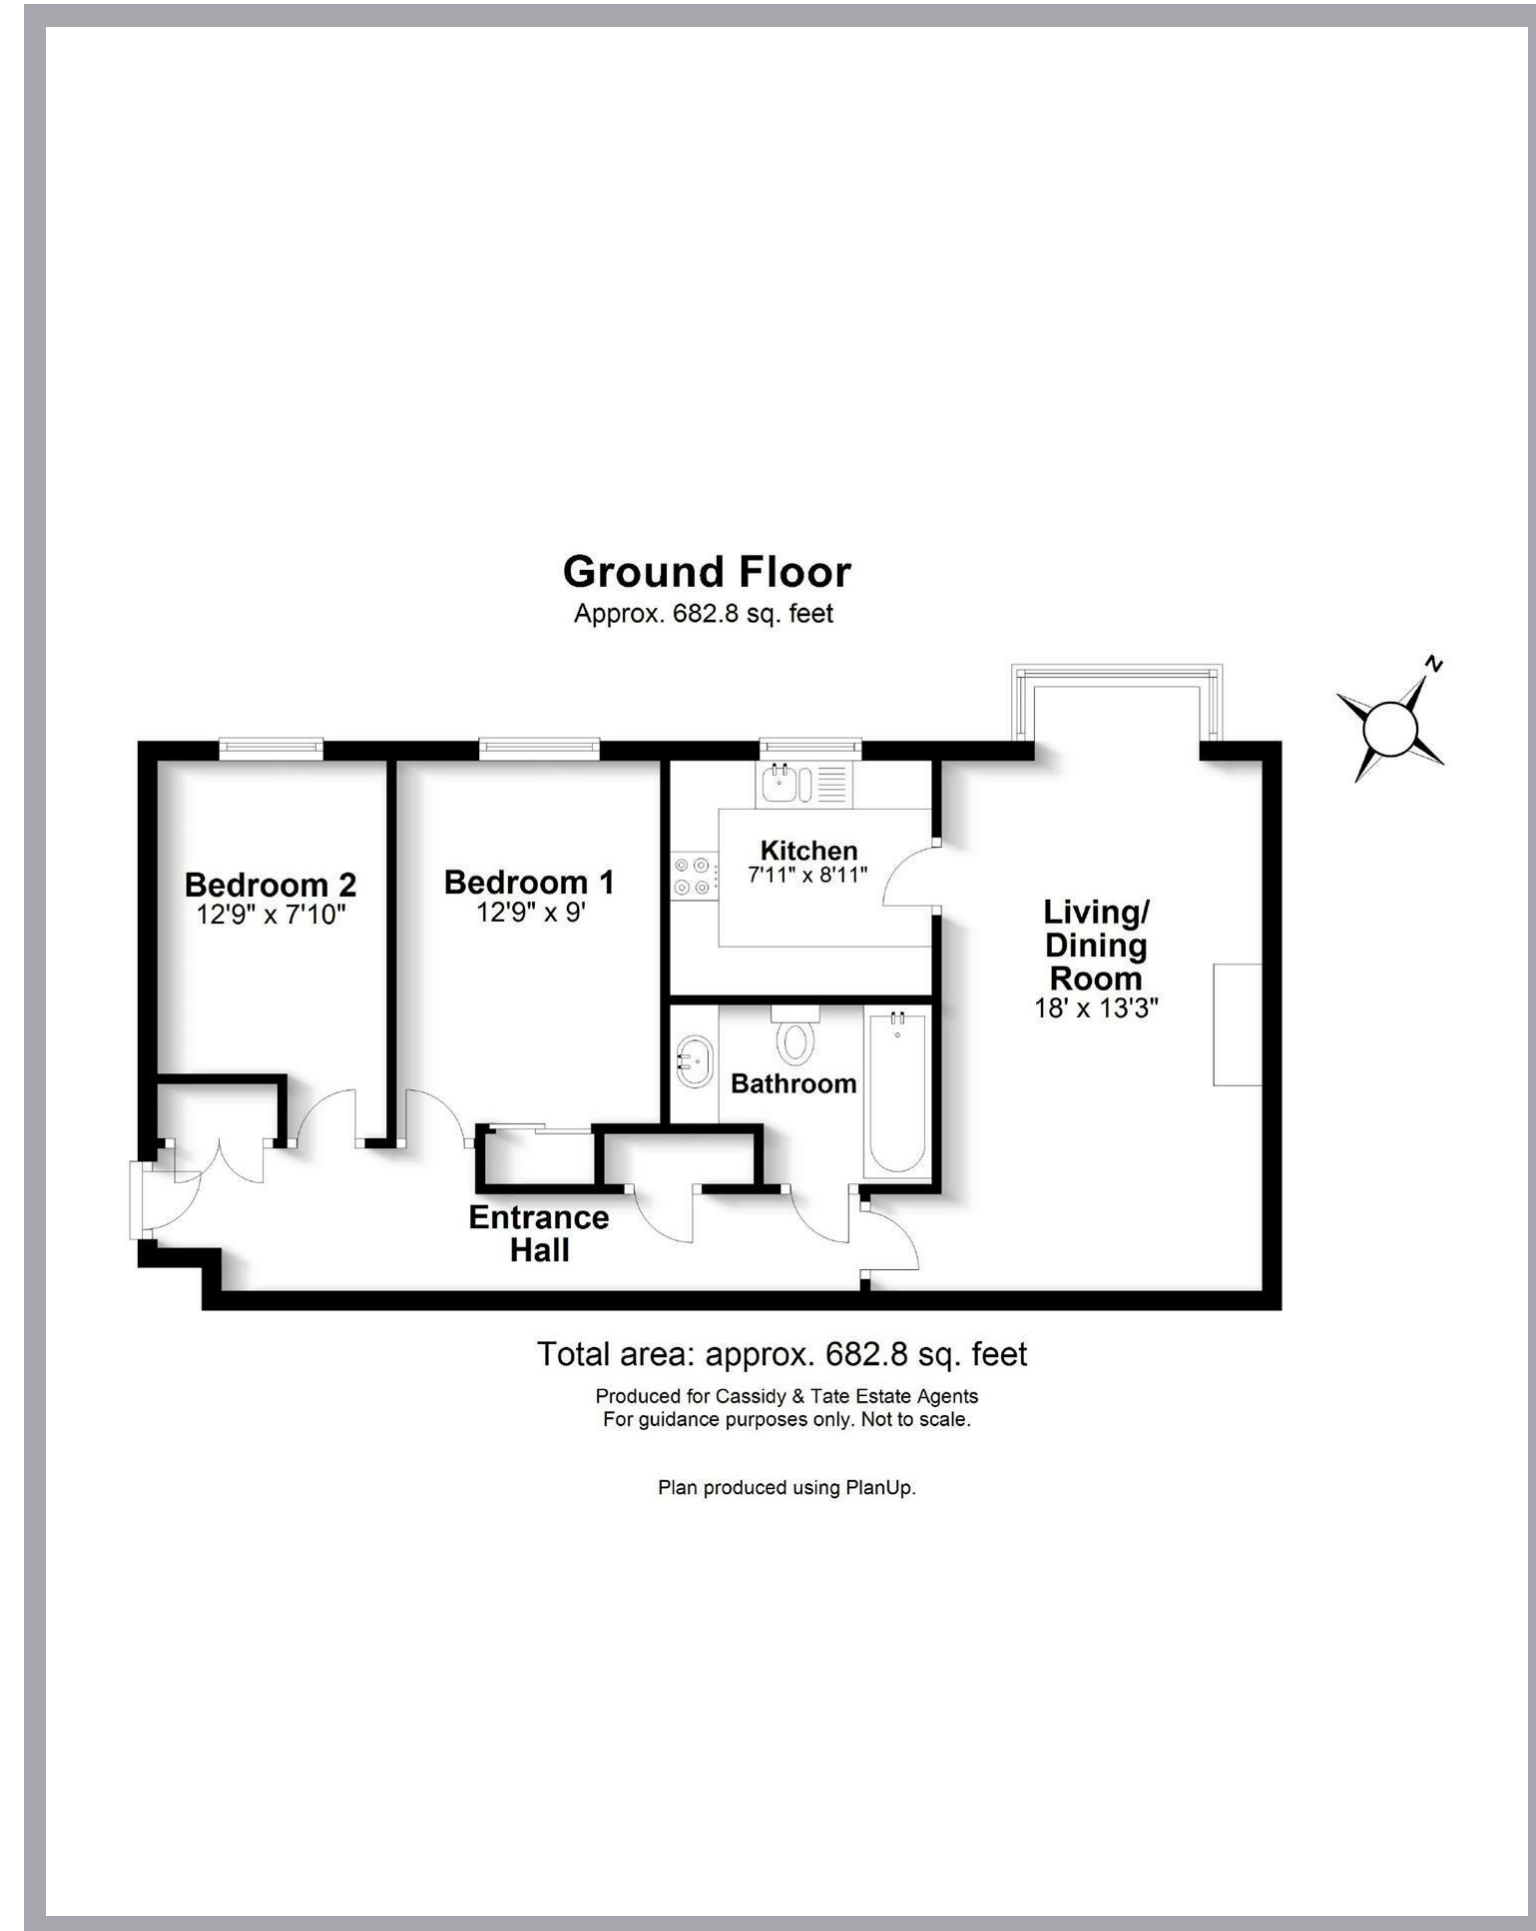 Ground Floor
Approx. 682.8 sq. feet
N
Bedroom 2
12'9" x 7'10"
Bedroom 1
12'9" x 9'
Kitchen
7'11" x 8'11"
Living/
Dining
Room
18' x 13'3"
Bathroom
Entrance
Hall
Total area: approx. 682.8 sq. feet
Produced for Cassidy & Tate Estate Agents
For guidance purposes only. Not to scale.
Plan produced using PlanUp.